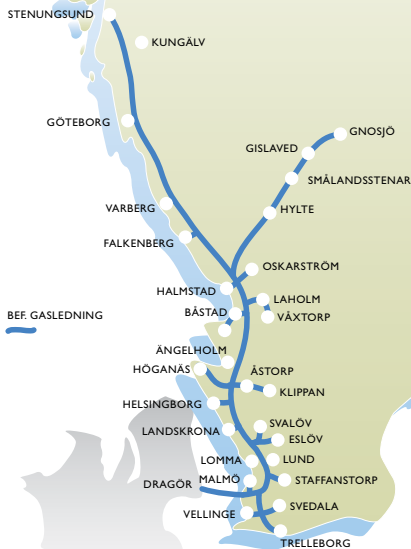 STENUNGSUND
KUNGÄLV
GÖTEBORG
GNOSJÖ
GISLAVED
SMÅLANDSSTENAR
VARBERG
HYLTE
FALKENBERG
OSKARSTRÖM
HALMSTAD
LAHOLM
BÅSTAD
VÅXTORP
BEF. GASLEDNING
ÄNGELHOLM
HÖGANÄS
ÅSTORP
KLIPPAN
HELSINGBORG
SVALÖV
LANDSKRONA
ESLÖV
LOMMA
LUND
DRAGÖR
MALMÖ
STAFFANSTORP
SVEDALA
VELLINGE
TRELLEBORG